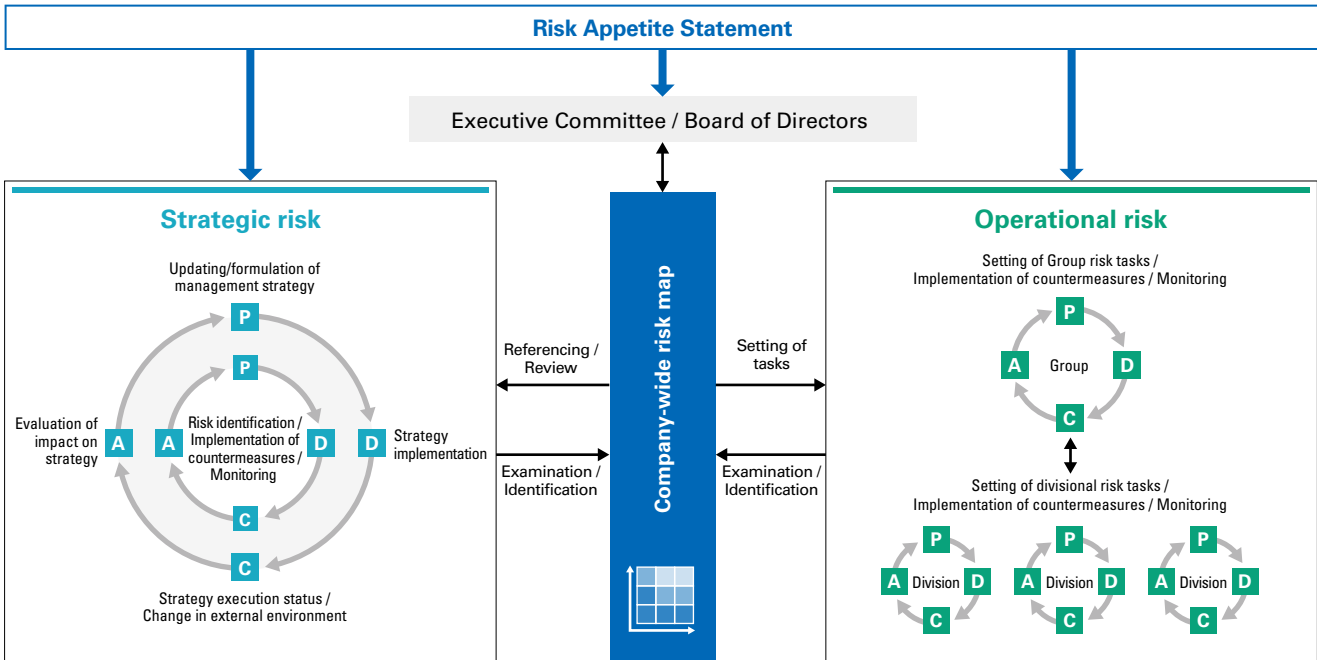 Risk Appetite Statement
Executive Committee / Board of Directors
Strategic risk
Updating/formulation of
management strategy
P
P
Evaluation of
impact on
strategy
A
A
Risk identification /
Implementation of
countermeasures /
Monitoring
D
D
Strategy
implementation
C
C
Strategy execution status /
Change in external environment
Referencing /
Review
Examination /
Identification
Company-wide risk map
Setting of
tasks
Examination /
Identification
Operational risk
Setting of Group risk tasks /
Implementation of countermeasures / Monitoring
P
A
Group
D
C
Setting of divisional risk tasks /
Implementation of countermeasures / Monitoring
P
A
Division
D
C
P
A
Division
D
C
P
A
Division
D
C